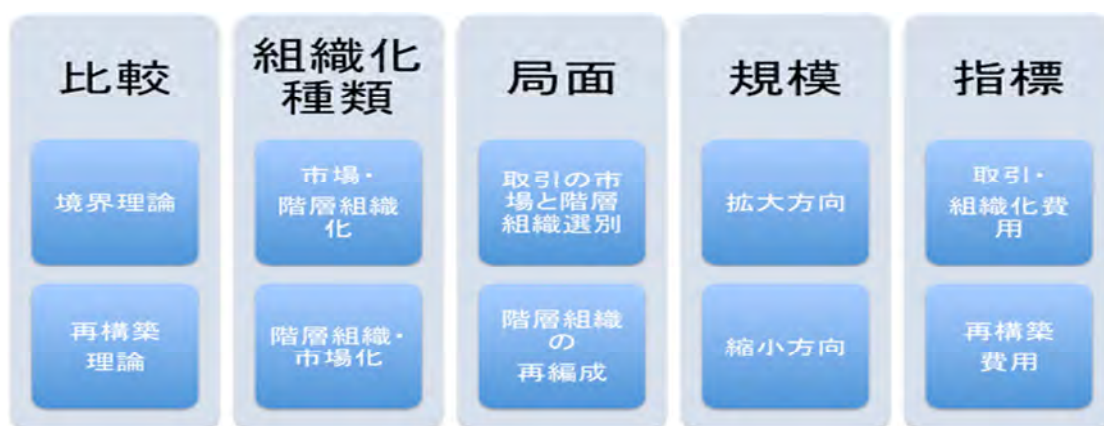 比較
組織化
種類
局面
規模
指標
境界理論
市場・
階層組織
化
取引の市
場と階層
組織選別
拡大方向
取引・
組織化費
用
再構築
理論
階層組織・
市場化
階層組織
の
再編成
縮小方向
再構築
費用